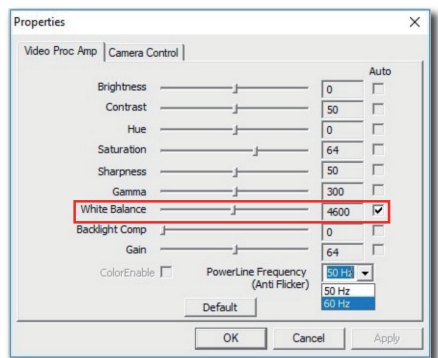 Properties
Video Proc Amp Camera Control
Auto
Brightness 0
Contrast 50
Hue 0
Saturation 64
Sharpness 50
Gamma 300
White Balance 4600
Backlight Comp 0
Gain 64
ColorEnable PowerLine Frequency 50 Hz
(Anti Flicker)
50 Hz
60 Hz
Default
OK Cancel Apply